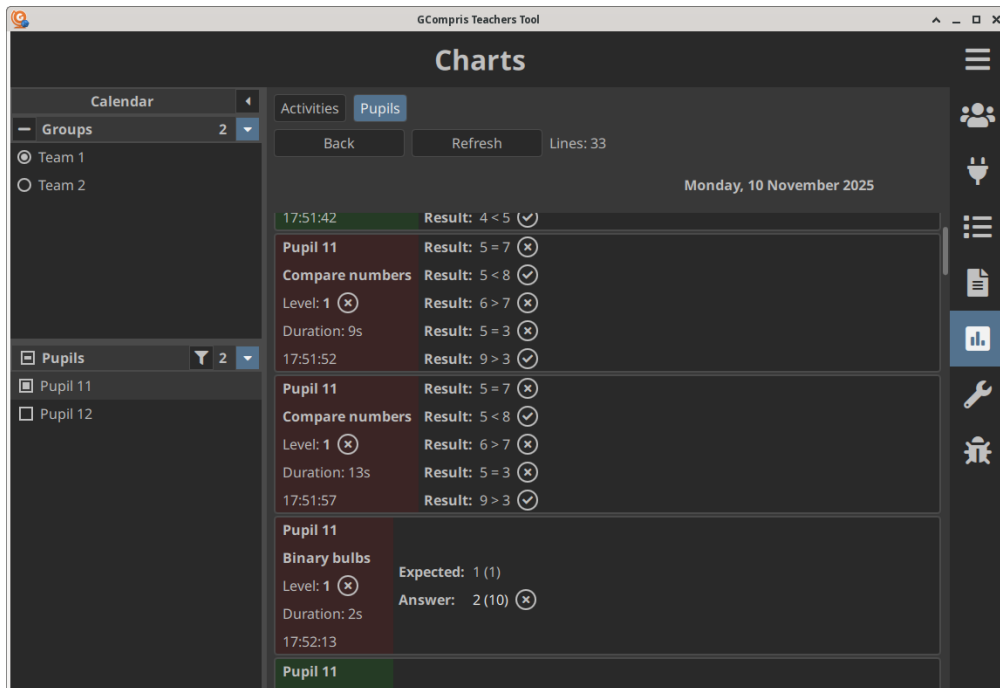 GCompris Teachers Tool
Charts
Calendar
Groups 2
Team 1
Team 2
Pupils 2
Pupil 11
Pupil 12
Activities Pupils
Back Refresh Lines: 33
Monday, 10 November 2025
17:51:42 Result: 4 < 5
Pupil 11 Result: 5 = 7
Compare numbers Result: 5 < 8
Level: 1 Result: 6 > 7
Duration: 9s Result: 5 = 3
17:51:52 Result: 9 > 3
Pupil 11 Result: 5 = 7
Compare numbers Result: 5 < 8
Level: 1 Result: 6 > 7
Duration: 13s Result: 5 = 3
17:51:57 Result: 9 > 3
Pupil 11
Binary bulbs
Level: 1
Duration: 2s
17:52:13
Expected: 1 (1)
Answer: 2 (10)
Pupil 11